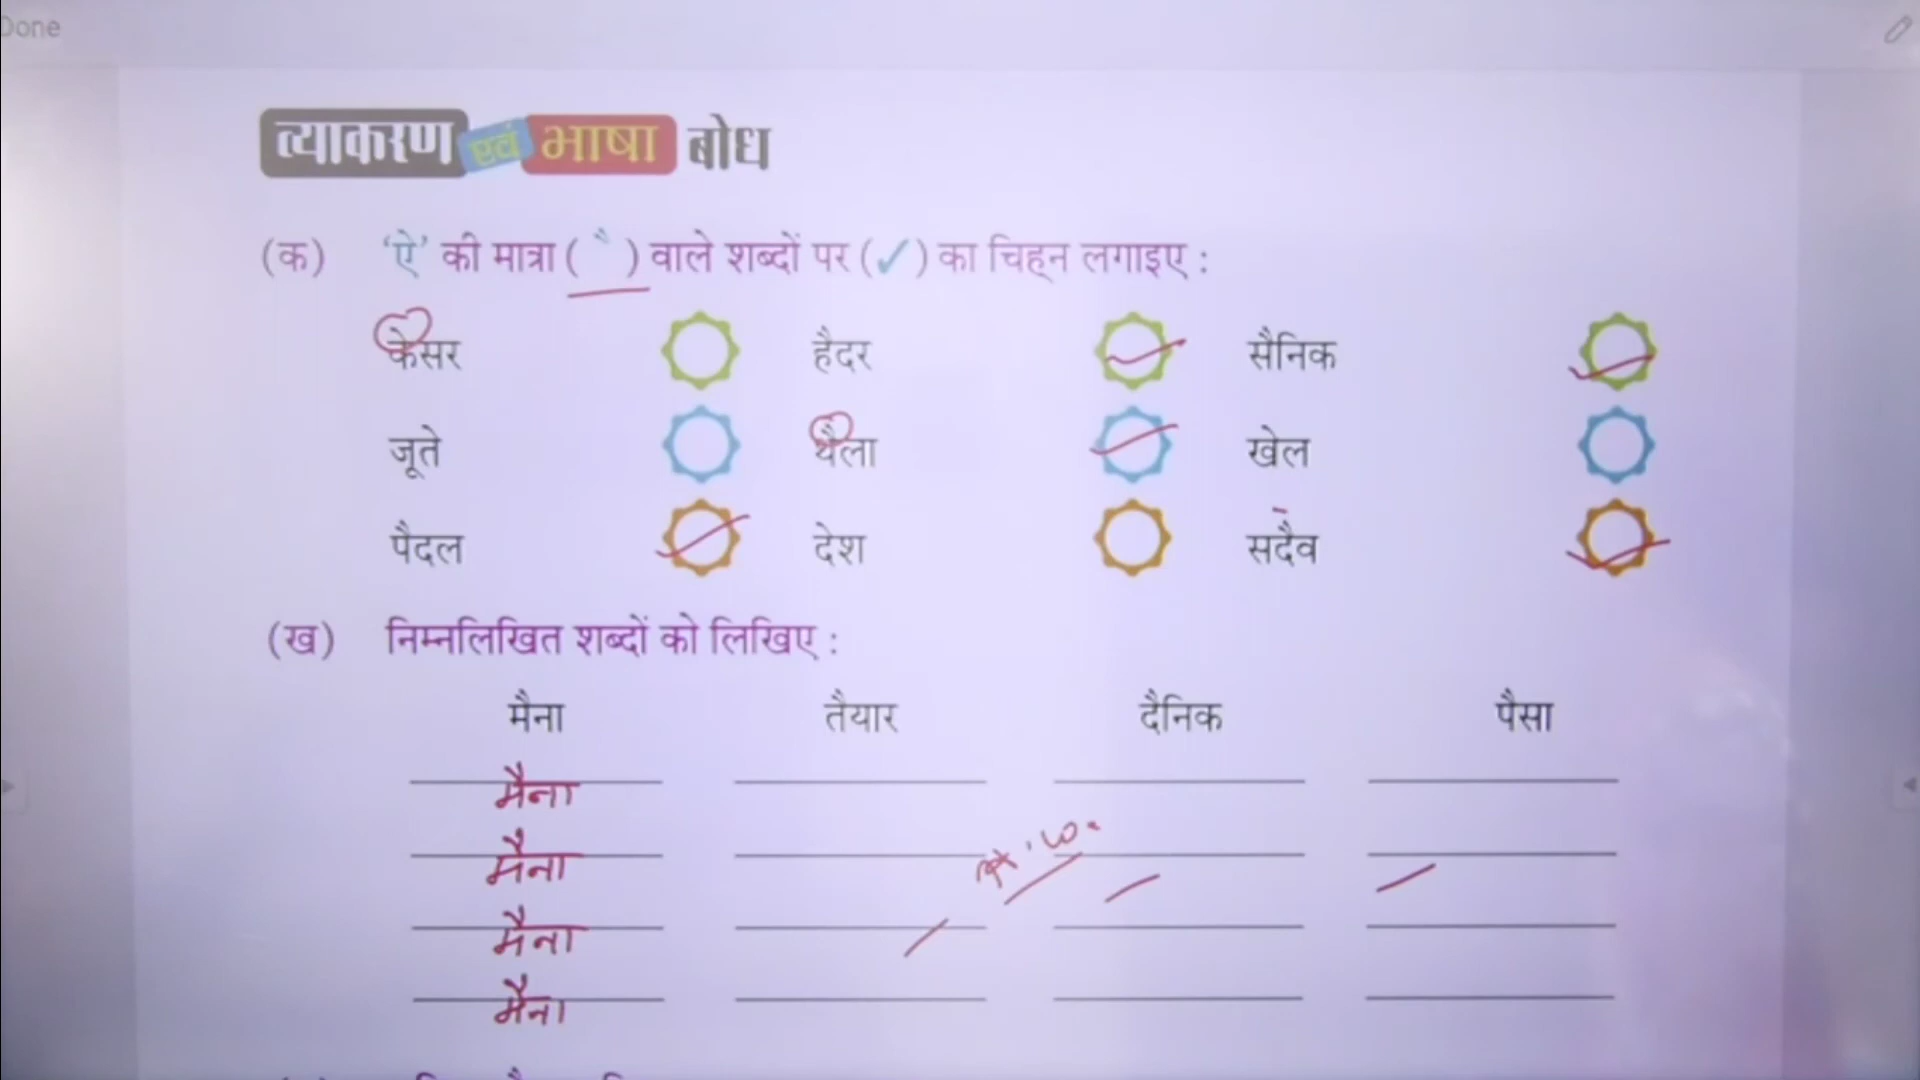 Done
व्याकरण एवं भाषा बोध
(क) 'ऐ' की मात्रा ( ै ) वाले शब्दों पर (✓) का चिह्न लगाइए :
केसर हैदर सैनिक
जूते थैला खेल
पैदल देश सदैव
(ख) निम्नलिखित शब्दों को लिखिए :
मैना तैयार दैनिक पैसा
मैना
मैना
मैना
मैना